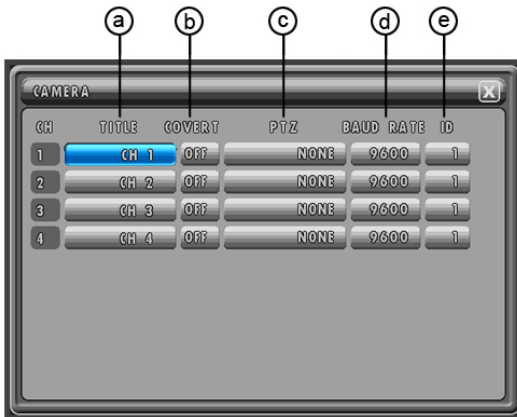 a b c d e
CAMERA X
CH TITLE COVERT PTZ BAUD RATE ID
1 CH 1 OFF NONE 9600 1
2 CH 2 OFF NONE 9600 1
3 CH 3 OFF NONE 9600 1
4 CH 4 OFF NONE 9600 1